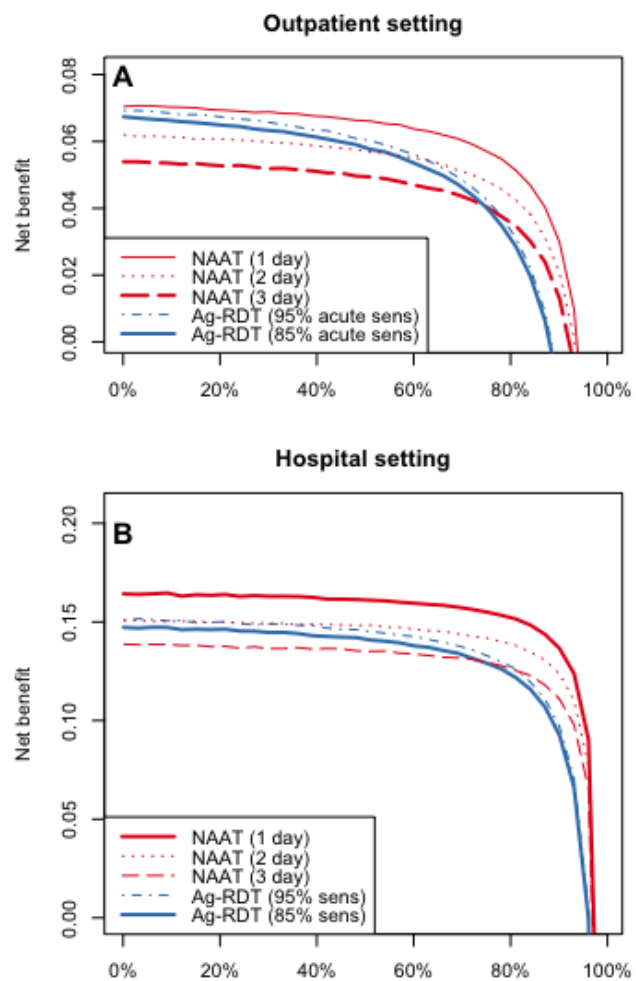 Outpatient setting
A
Net benefit
0.08
0.06
0.04
0.02
0.00
NAAT (1 day)
NAAT (2 day)
NAAT (3 day)
Ag-RDT (95% acute sens)
Ag-RDT (85% acute sens)
0% 20% 40% 60% 80% 100%
Hospital setting
B
Net benefit
0.20
0.15
0.10
0.05
0.00
NAAT (1 day)
NAAT (2 day)
NAAT (3 day)
Ag-RDT (95% sens)
Ag-RDT (85% sens)
0% 20% 40% 60% 80% 100%